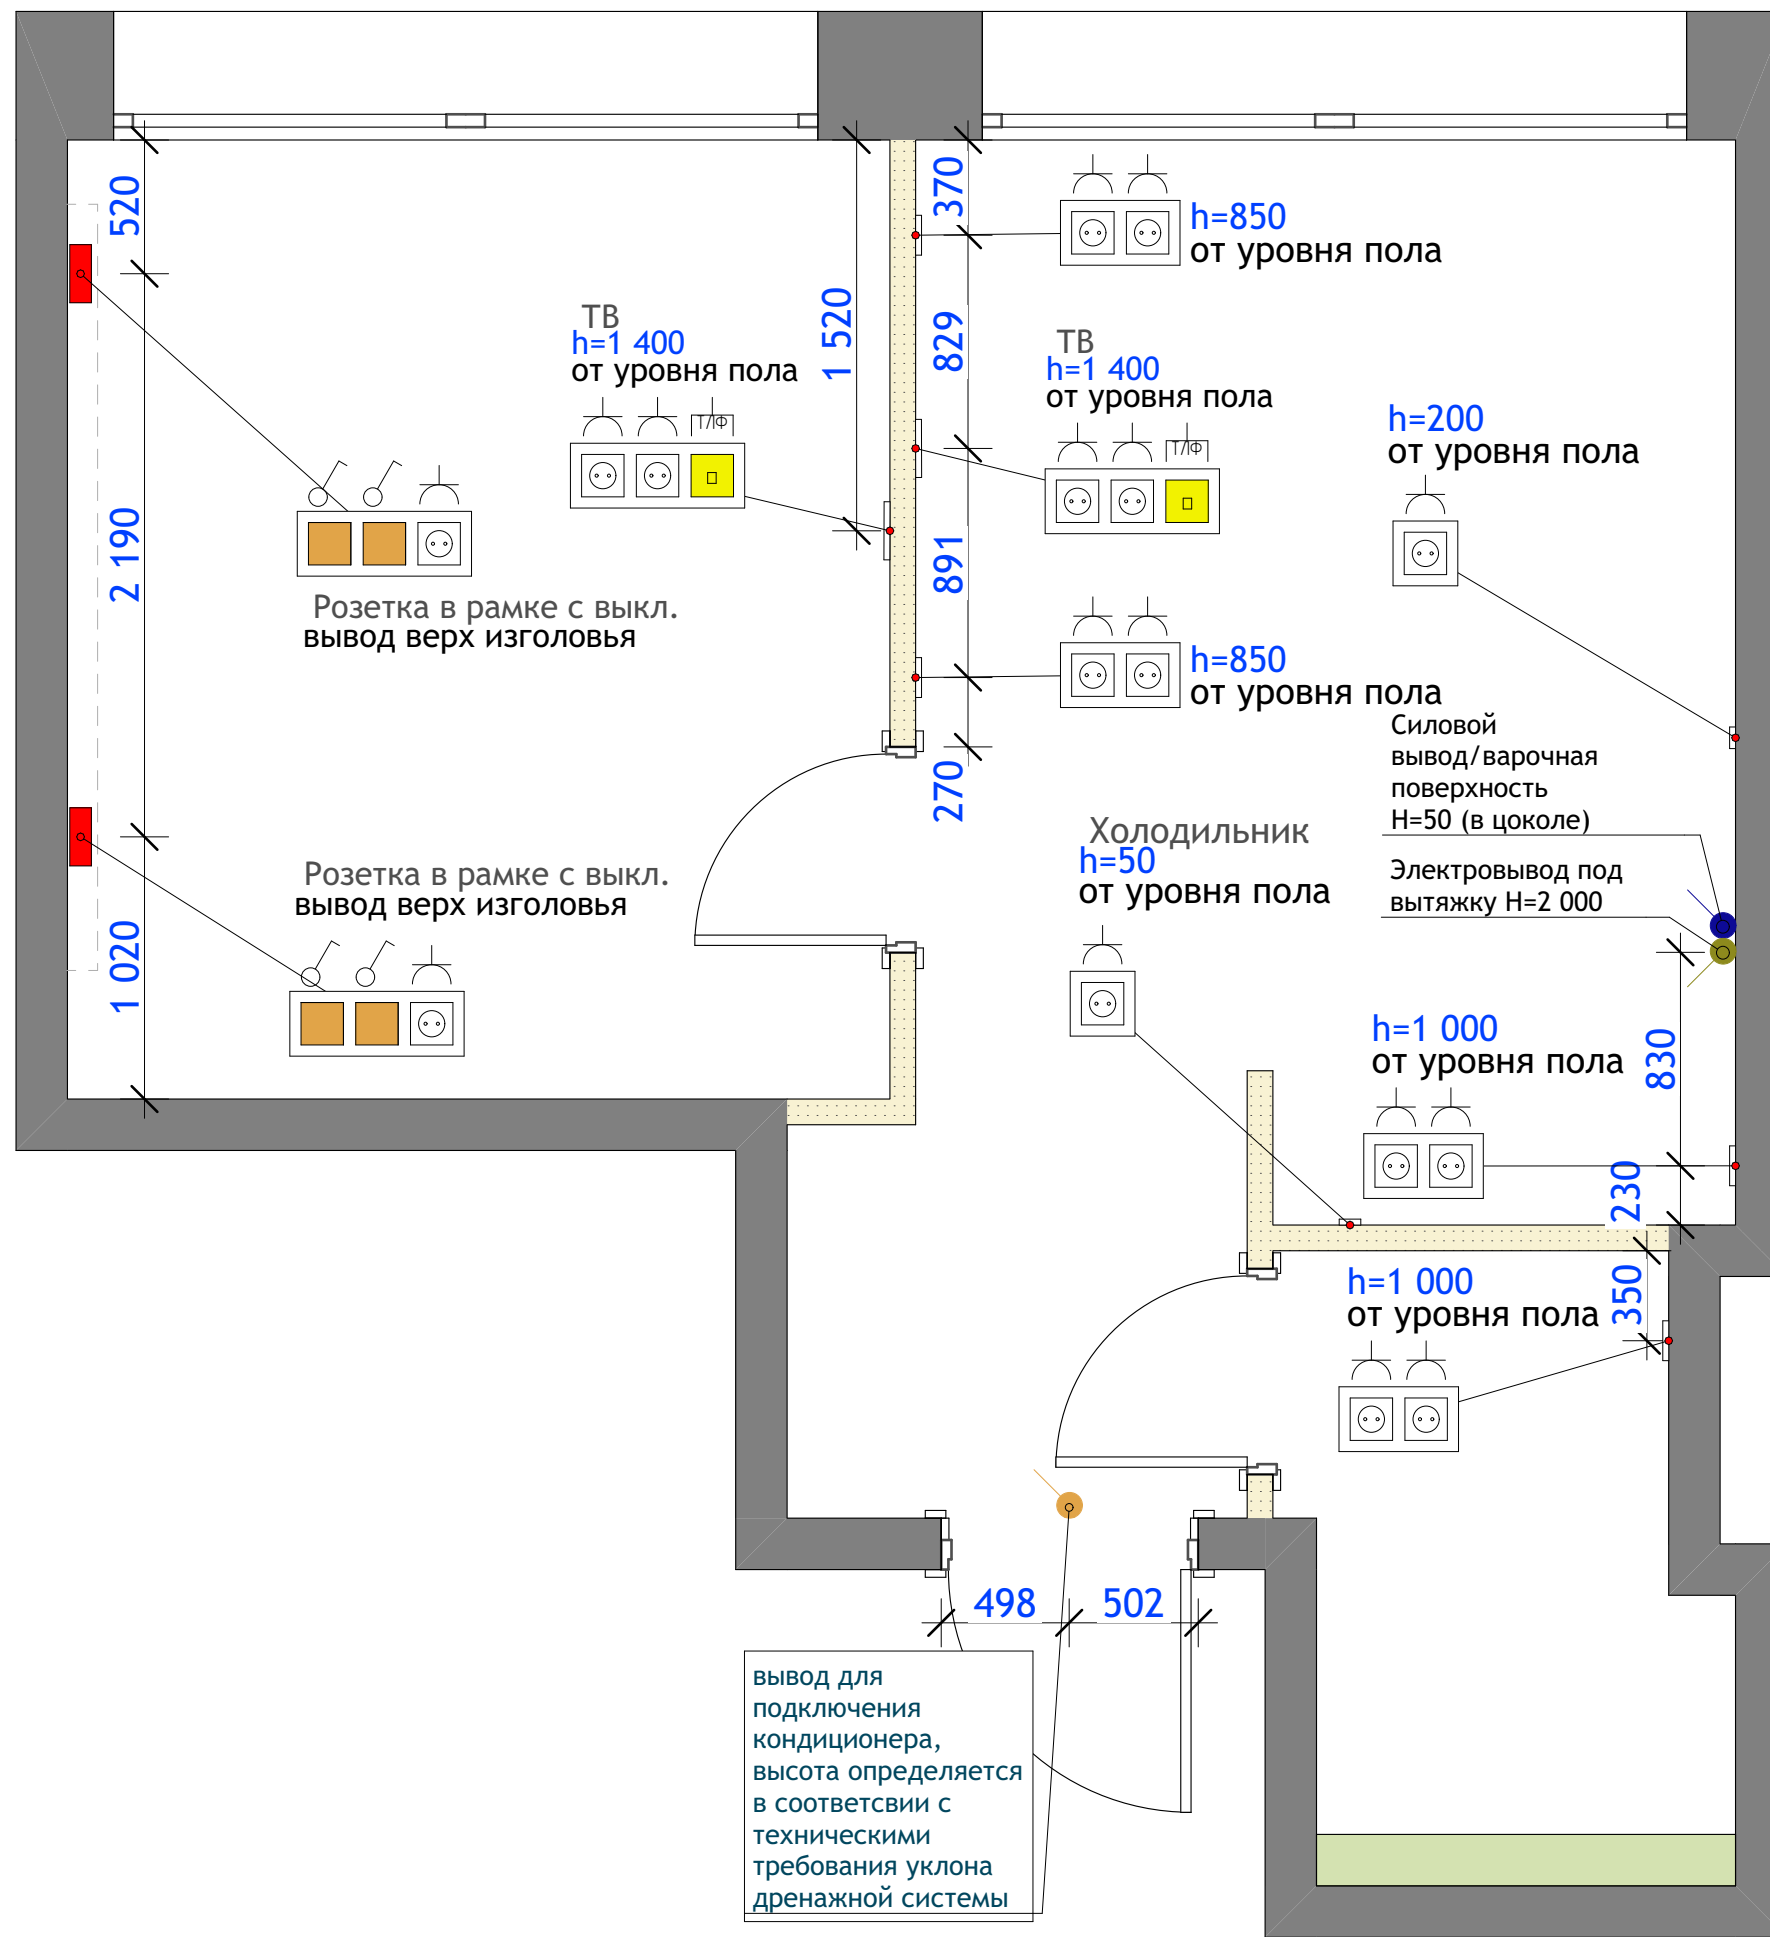 520
2 190
1 020
ТВ
h=1 400
от уровня пола
Т/Ф
1 520
Розетка в рамке с выкл.
вывод верх изголовья
Розетка в рамке с выкл.
вывод верх изголовья
370
829
891
270
h=850
от уровня пола
ТВ
h=1 400
от уровня пола
Т/Ф
h=850
от уровня пола
h=200
от уровня пола
Силовой
вывод/варочная
поверхность
H=50 (в цоколе)
Электровывод под
вытяжку H=2 000
Холодильник
h=50
от уровня пола
h=1 000
от уровня пола
830
230
350
h=1 000
от уровня пола
498
502
вывод для
подключения
кондиционера,
высота определяется
в соответсвии с
техническими
требования уклона
дренажной системы